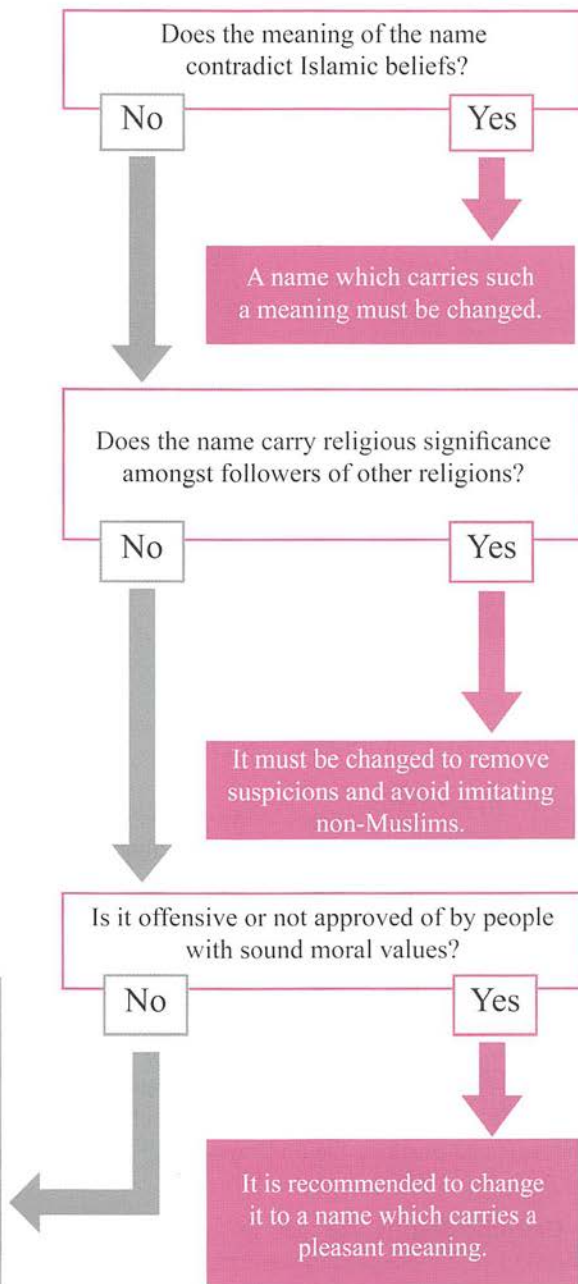 Does the meaning of the name
contradict Islamic beliefs?
No
Yes
A name which carries such
a meaning must be changed.
Does the name carry religious significance
amongst followers of other religions?
No
Yes
It must be changed to remove
suspicions and avoid imitating
non-Muslims.
Is it offensive or not approved of by people
with sound moral values?
No
Yes
It is recommended to change
it to a name which carries a
pleasant meaning.